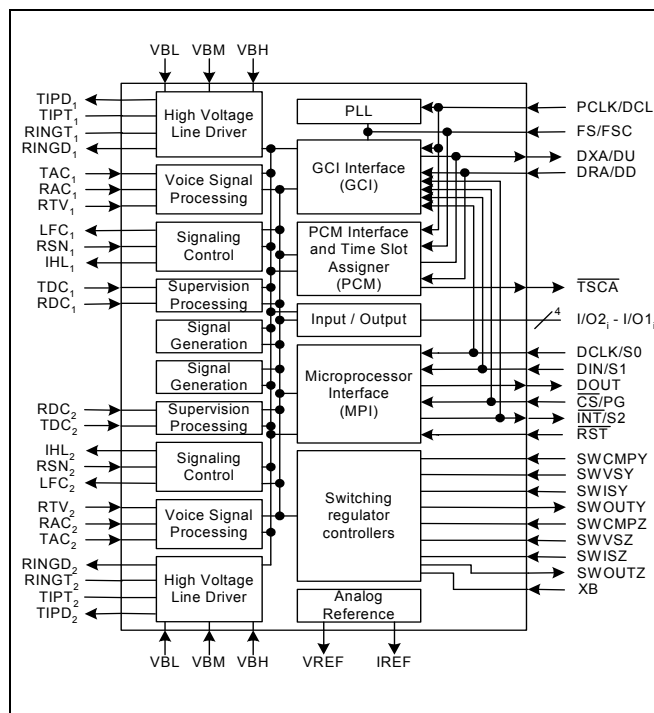 VBL VBM VBH
TIPD1
TIPT1
RINGT1
RINGD1
High Voltage
Line Driver
TAC1
RAC1
RTV1
Voice Signal
Processing
LFC1
RSN1
IHL1
Signaling
Control
TDC1
RDC1
Supervision
Processing
Signal
Generation
Signal
Generation
RDC2
TDC2
Supervision
Processing
IHL2
RSN2
LFC2
Signaling
Control
RTV2
RAC2
TAC2
Voice Signal
Processing
RINGD2
RINGT2
TIPT2
TIPD2
High Voltage
Line Driver
VBL VBM VBH
PLL
GCI Interface
(GCI)
PCM Interface
and Time Slot
Assigner
(PCM)
Input / Output
Microprocessor
Interface
(MPI)
Switching
regulator
controllers
Analog
Reference
VREF IREF
PCLK/DCL
FS/FSC
DXA/DU
DRA/DD
TSCA
4
I/O2i - I/O1i
DCLK/S0
DIN/S1
DOUT
CS/PG
INT/S2
RST
SWCMPY
SWVSY
SWISY
SWOUTY
SWCMPZ
SWVSZ
SWISZ
SWOUTZ
XB